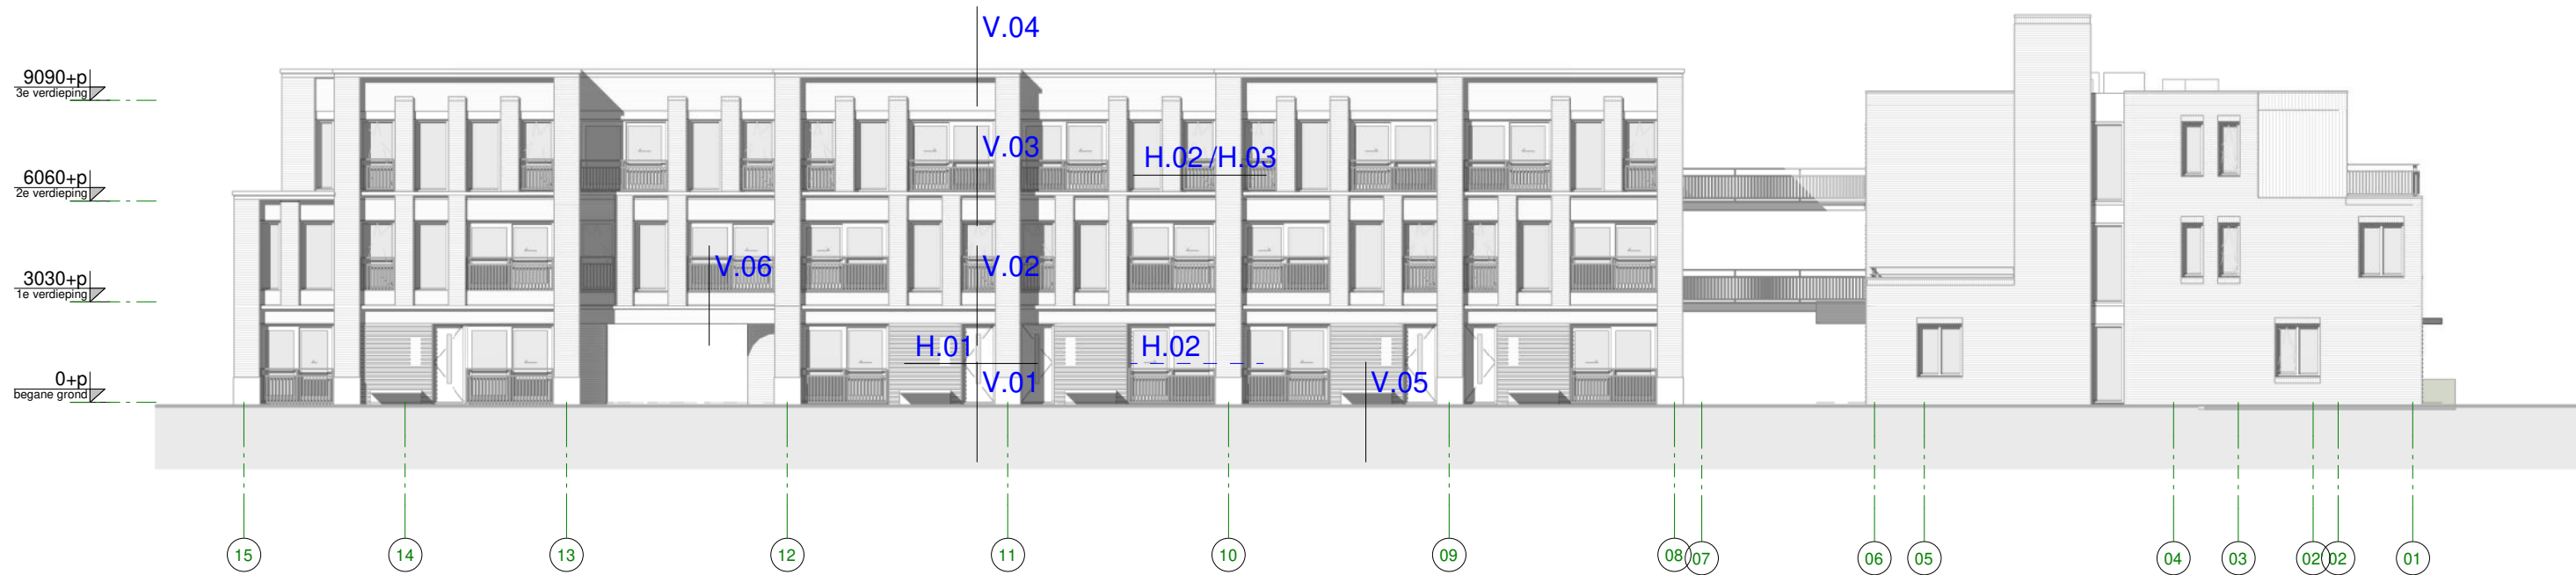 V.04
9090+p
3e verdieping
V.03
H.02 /H.03
6060+p
2e verdieping
V.06
V.02
3030+p
1e verdieping
H.01
H.02
V.01
V.05
0+p
begane grond
15
14
13
12
11
10
09
08
07
06
05
04
03
02
02
01